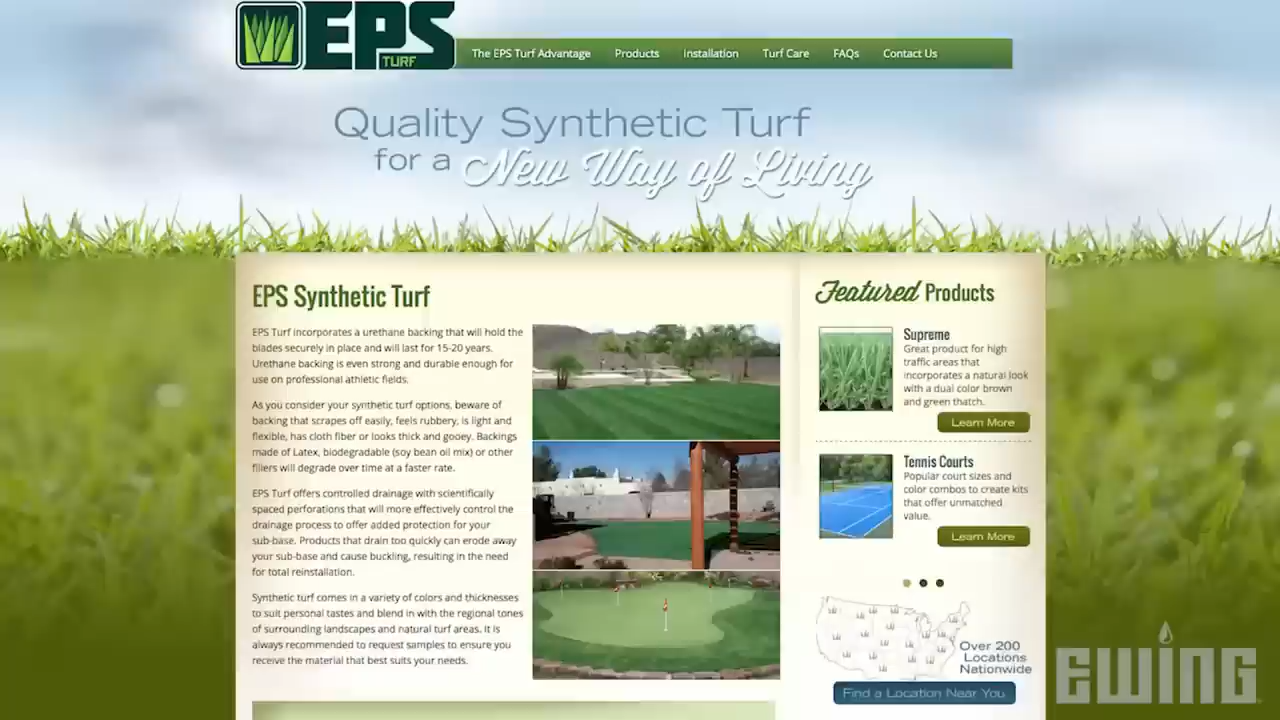 EPS
TURF
The EPS Turf Advantage
Products
Installation
Turf Care
FAQs
Contact Us
Quality Synthetic Turf
for a New Way of Living
EPS Synthetic Turf
EPS Turf incorporates a urethane backing that will hold the
blades securely in place and will last for 15-20 years.
Urethane backing is even strong and durable enough for
use on professional athletic fields.
As you consider your synthetic turf options, beware of
backing that scrapes off easily, feels rubbery, is light and
flexible, has cloth fiber or looks thick and gooey. Backings
made of Latex, biodegradable (soy bean oil mix) or other
fillers will degrade over time at a faster rate.
EPS Turf offers controlled drainage with scientifically
spaced perforations that will more effectively control the
drainage process to offer added protection for your
sub-base. Products that drain too quickly can erode away
your sub-base and cause buckling, resulting in the need
for total reinstallation.
Synthetic turf comes in a variety of colors and thicknesses
to suit personal tastes and blend in with the regional tones
of surrounding landscapes and natural turf areas. It is
always recommended to request samples to ensure you
receive the material that best suits your needs.
Featured Products
Supreme
Great product for high
traffic areas that
incorporates a natural look
with a dual color brown
and green thatch.
Learn More
Tennis Courts
Popular court sizes and
color combos to create kits
that offer unmatched
value.
Learn More
Over 200
Locations
Nationwide
Find a Location Near You
EWING